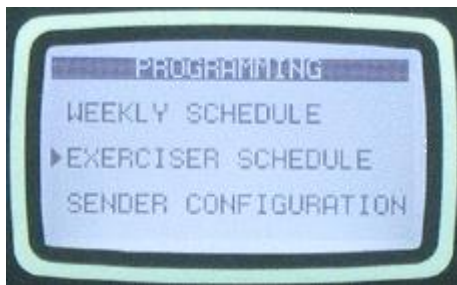 PROGRAMMING
WEEKLY SCHEDULE
▶EXERCISER SCHEDULE
SENDER CONFIGURATION